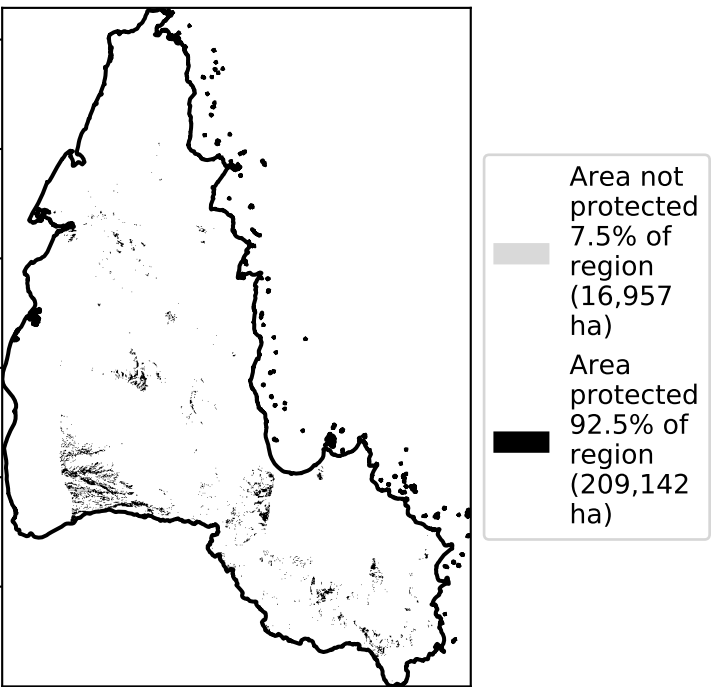 Area not
protected
7.5% of
region
(16,957
ha)
Area
protected
92.5% of
region
(209,142
ha)